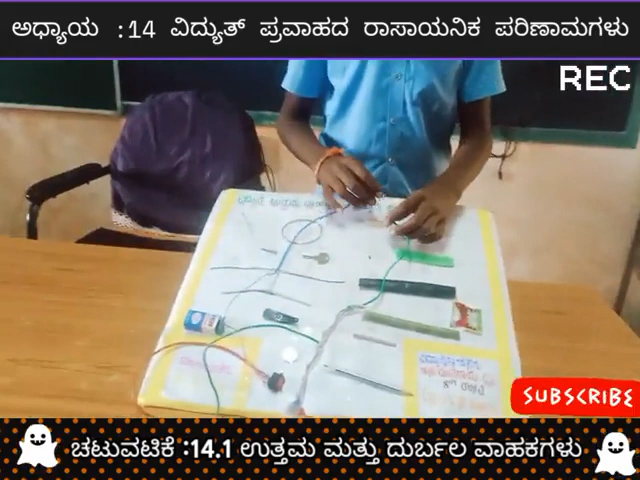 ಅಧ್ಯಾಯ :14 ವಿದ್ಯುತ್ ಪ್ರವಾಹದ ರಾಸಾಯನಿಕ ಪರಿಣಾಮಗಳು
REC
SUBSCRIBE
ಚಟುವಟಿಕೆ :14.1 ಉತ್ತಮ ಮತ್ತು ದುರ್ಬಲ ವಾಹಕಗಳು